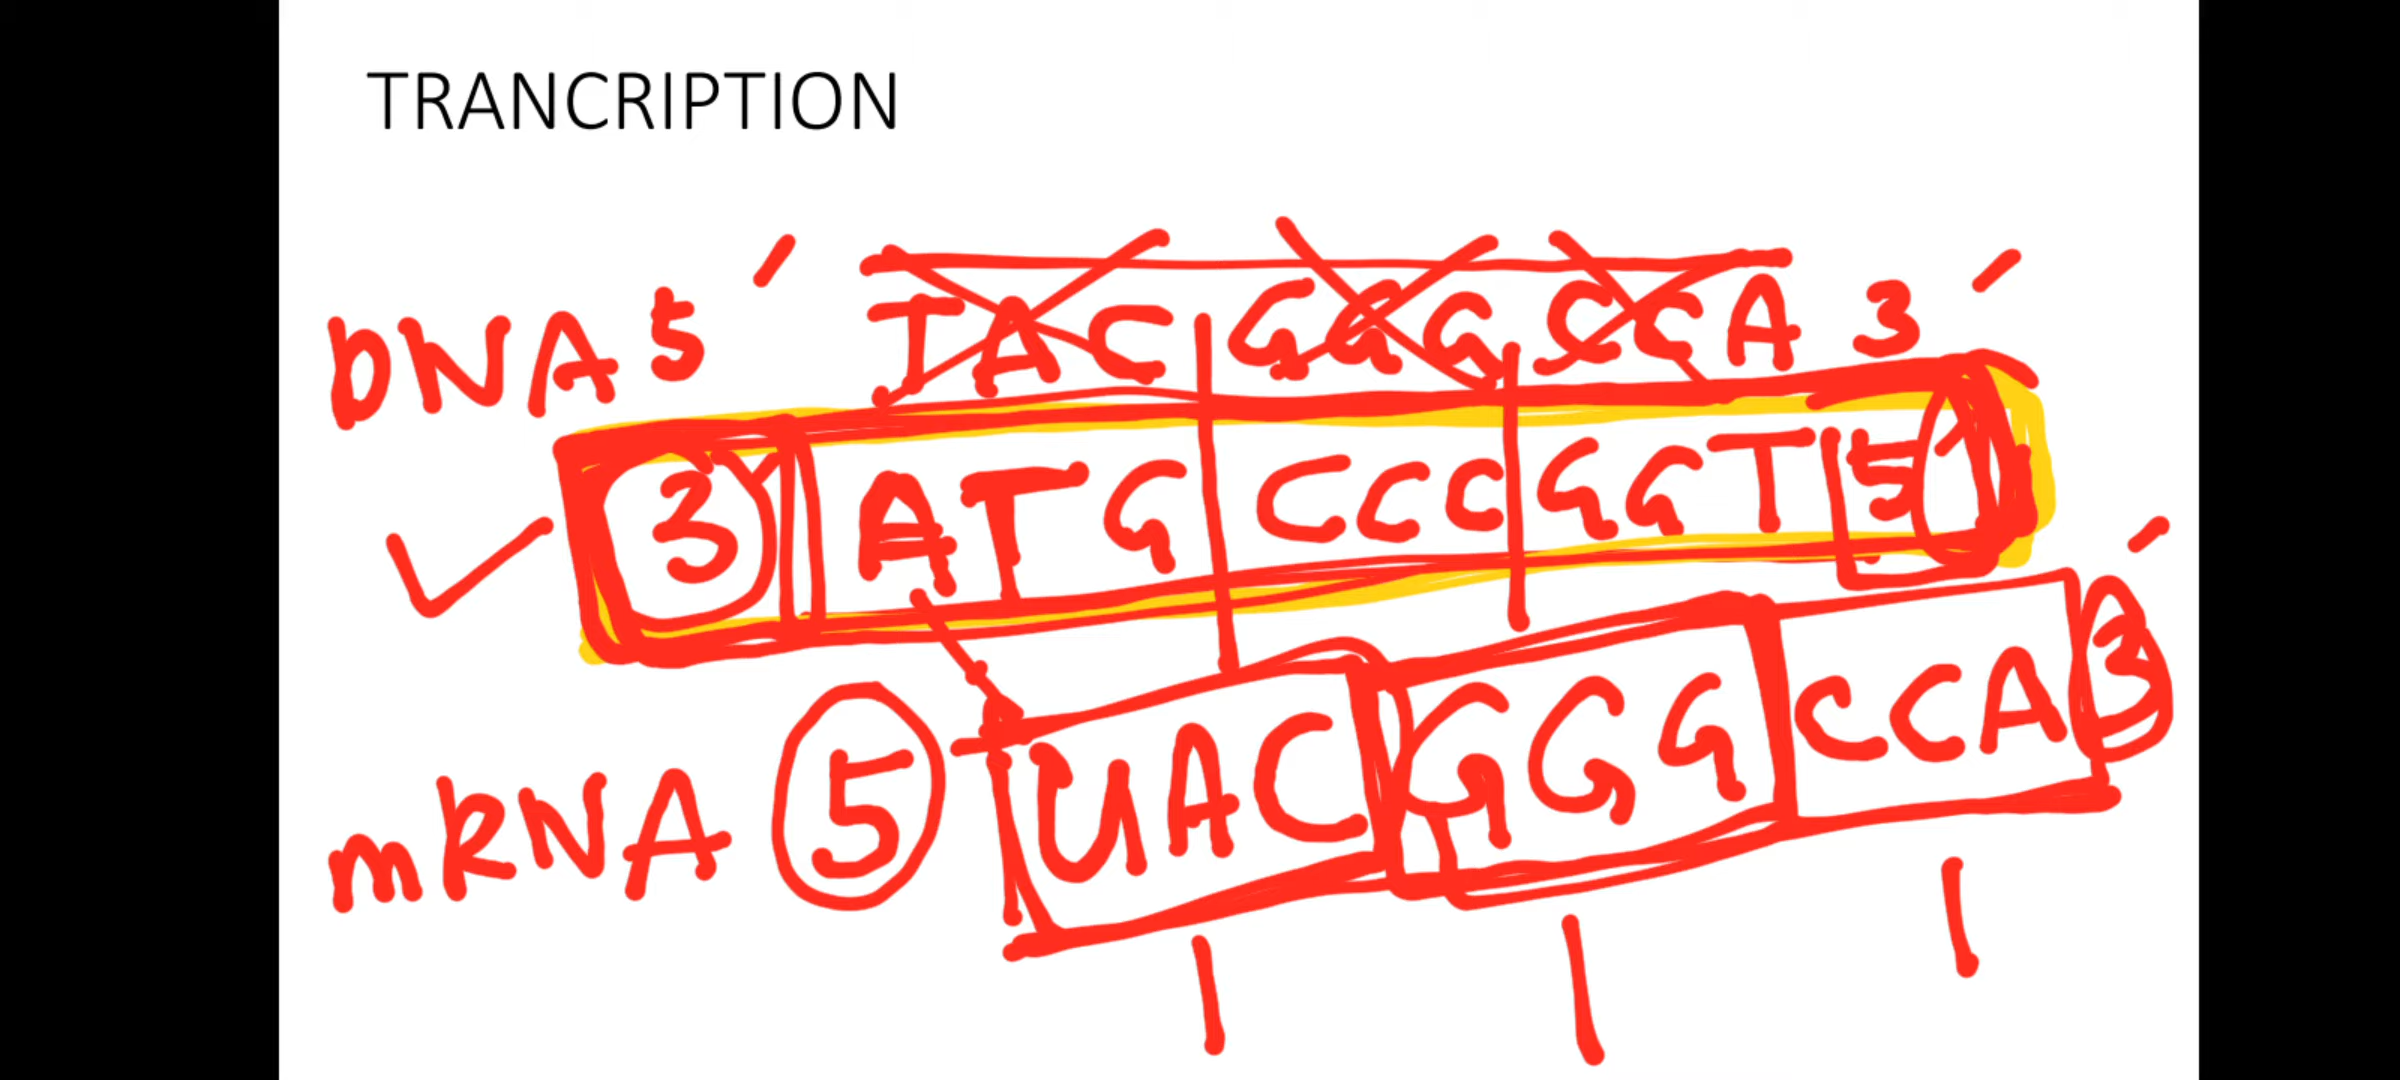 TRANCRIPTION
DNA 5' TAC GGG CCA 3'
3' ATG CCC GGT 5'
mRNA 5 UAC GGG CCA 3'